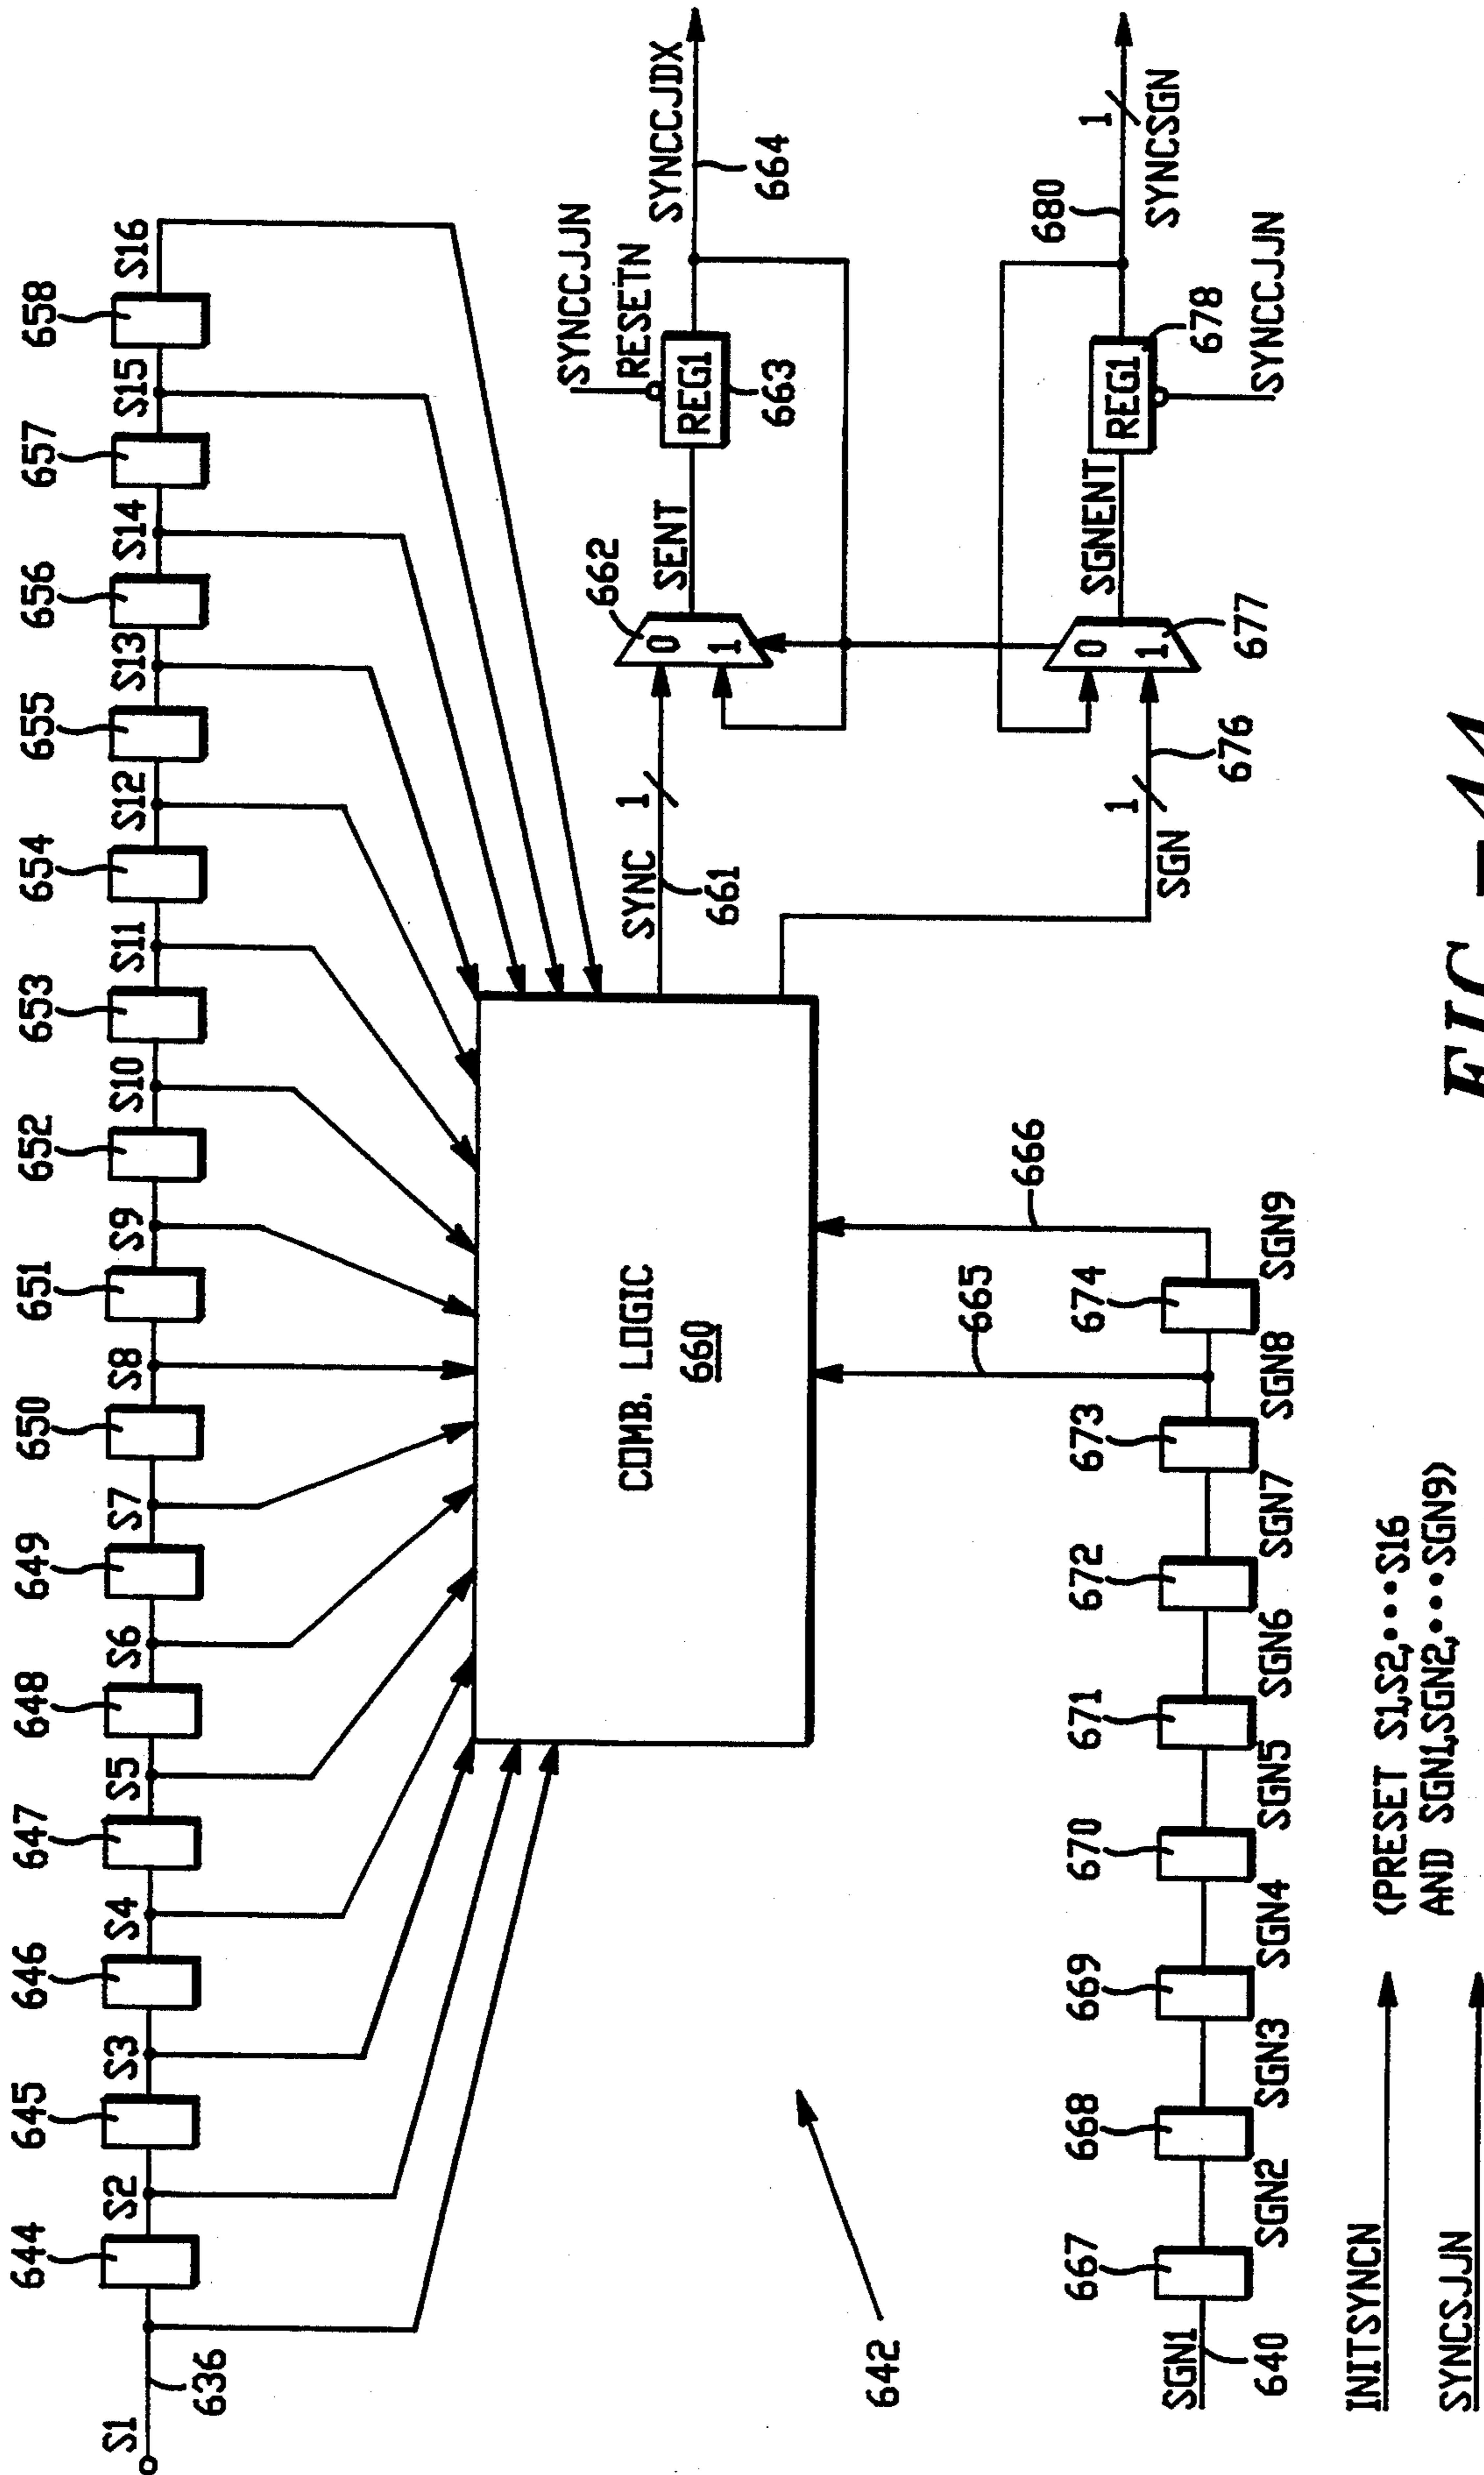 644 645 646 647 648 649 650 651 652 653 654 655 656 657 658
S1 S2 S3 S4 S5 S6 S7 S8 S9 S10 S11 S12 S13 S14 S15 S16
636
COMB. LOGIC
660
SYNC
661
1
662
0
1
SENT
SYNCCJJN
RESETN
REG1
663
SYNCCJDX
664
642
665
666
SGN
676
1
0
1
677
SGNENT
REG1
678
SYNCCJJN
680
1
SYNCSGN
667 668 669 670 671 672 673 674
SGN1 SGN2 SGN3 SGN4 SGN5 SGN6 SGN7 SGN8 SGN9
640
INITSYNCN
(PRESET S1,S2,•••S16
AND SGN1,SGN2,•••SGN9)
SYNCSJJN